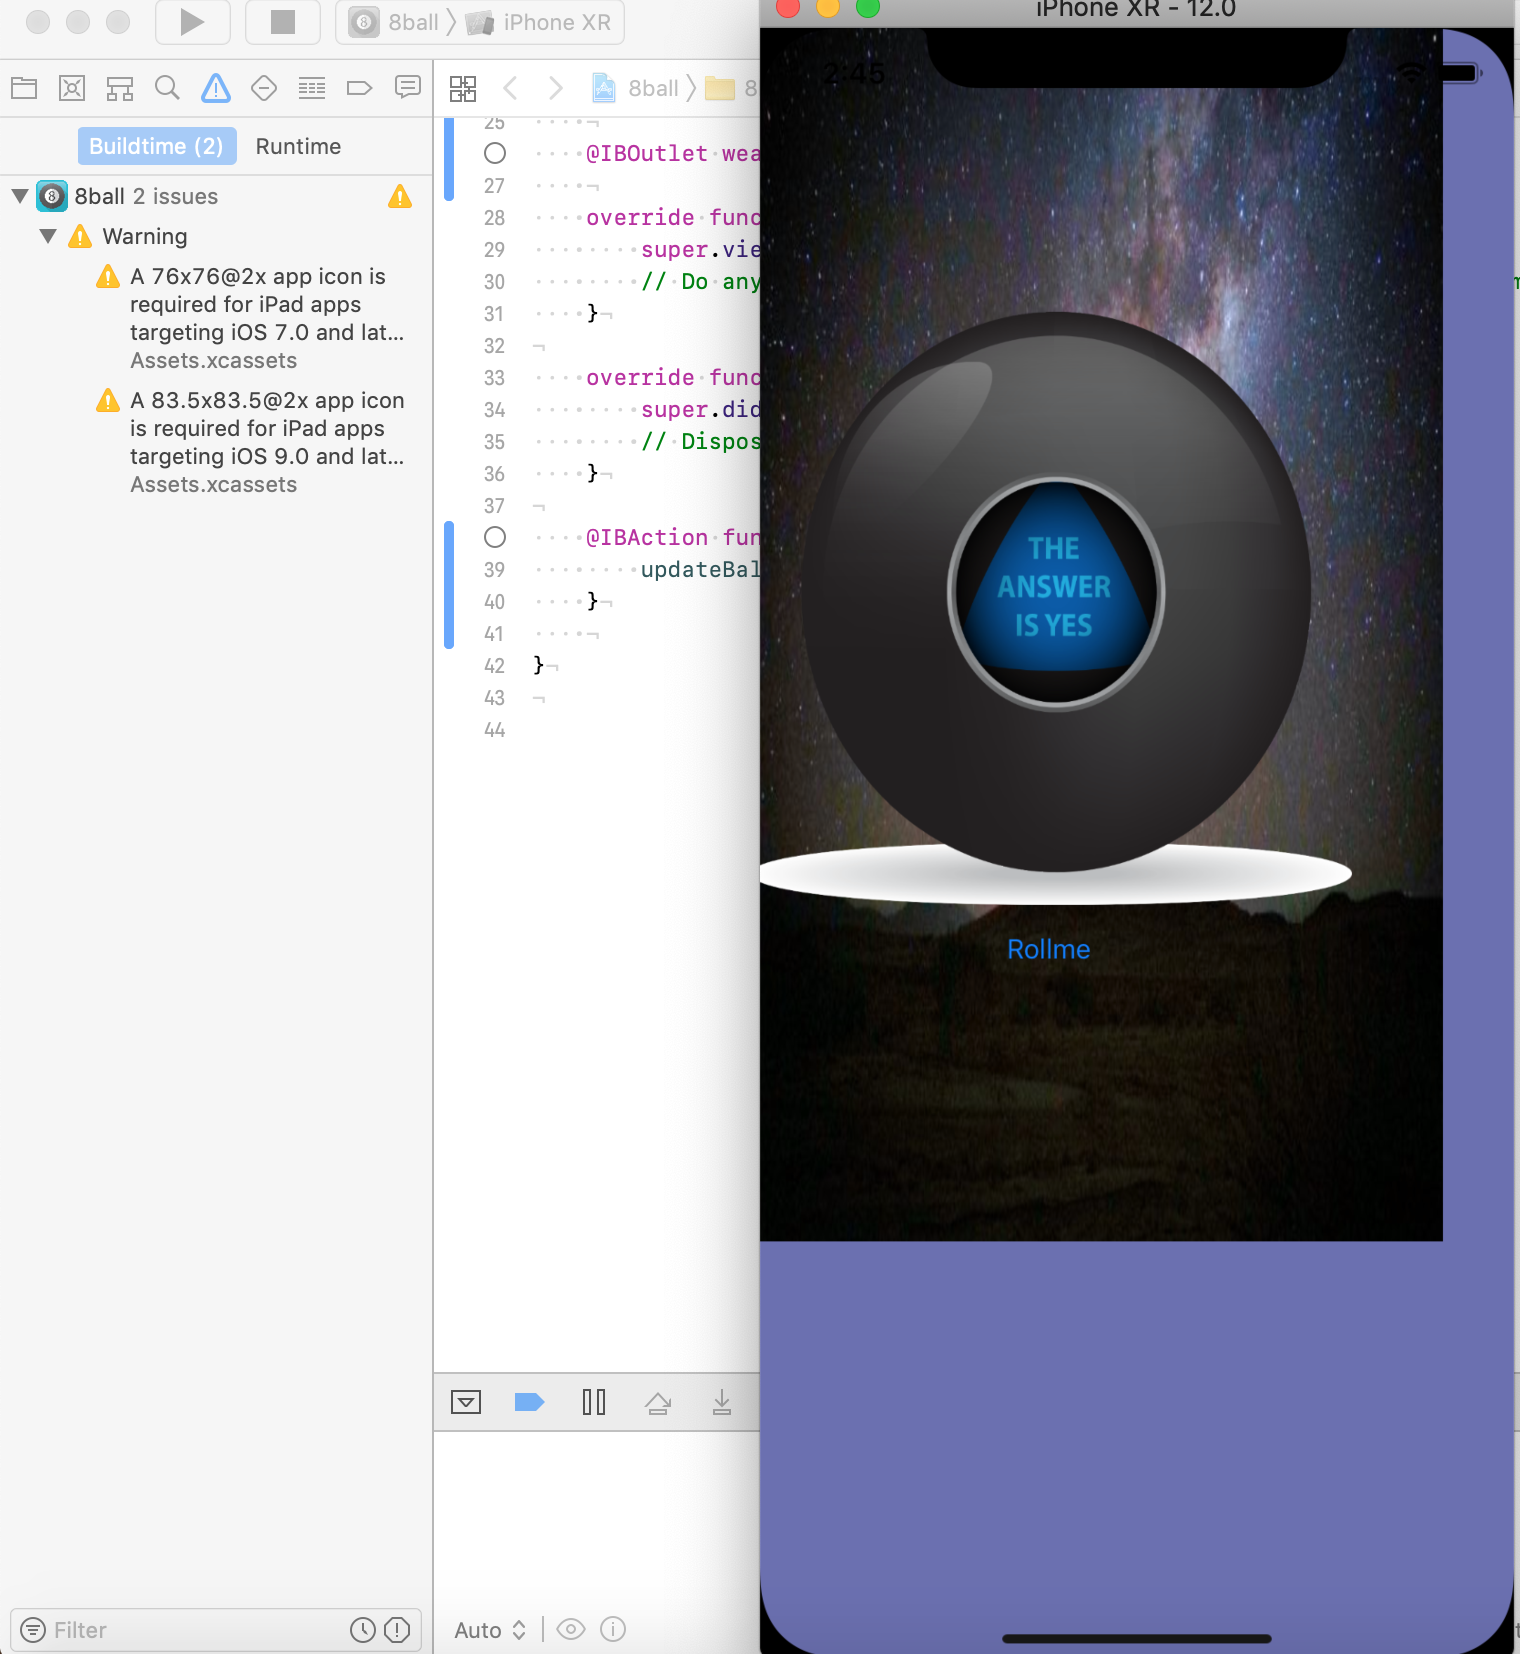 8ball 〉 iPhone XR
iPhone XR - 12.0
Buildtime (2) Runtime
8ball 2 issues
Warning
A 76x76@2x app icon is
required for iPad apps
targeting iOS 7.0 and lat...
Assets.xcassets
A 83.5x83.5@2x app icon
is required for iPad apps
targeting iOS 9.0 and lat...
Assets.xcassets
Filter
8ball 〉 8
25
@IBOutlet wea
27
28 override func
29 super.vie
30 // Do any
31 }
32
33 override func
34 super.did
35 // Dispos
36 }
37
@IBAction fun
39 updateBal
40 }
41
42 }
43
44
Auto
2:45
8
THE
ANSWER
IS YES
Rollme